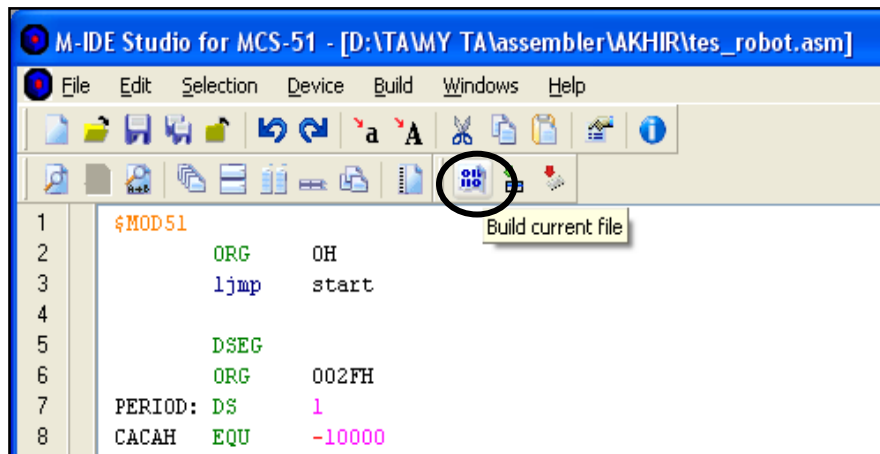 M-IDE Studio for MCS-51 - [D:\TA\MY TA\assembler\AKHIR\tes_robot.asm]
File Edit Selection Device Build Windows Help
Build current file
1 $MOD51
2 ORG 0H
3 ljmp start
4
5 DSEG
6 ORG 002FH
7 PERIOD: DS 1
8 CACAH EQU -10000